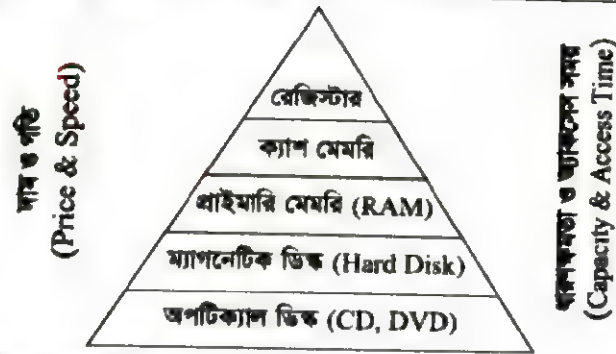 রেজিস্টার
ক্যাশ মেমরি
প্রাইমারি মেমরি (RAM)
ম্যাগনেটিক ডিস্ক (Hard Disk)
অপটিক্যাল ডিস্ক (CD, DVD)
দাম ও গতি
(Price & Speed)
ধারণক্ষমতা ও অ্যাকসেস সময়
(Capacity & Access Time)